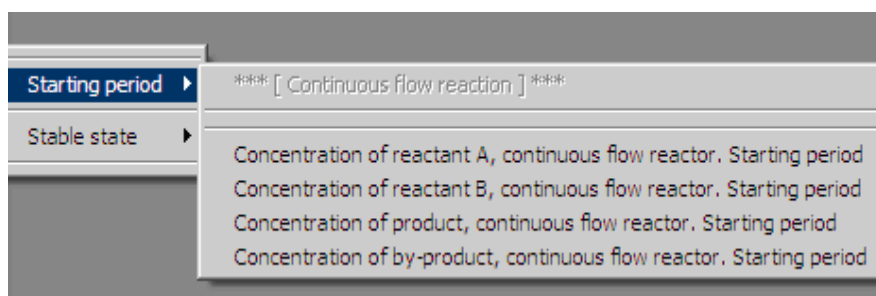 Starting period
Stable state
*** [ Continuous flow reaction ] ***
Concentration of reactant A, continuous flow reactor. Starting period
Concentration of reactant B, continuous flow reactor. Starting period
Concentration of product, continuous flow reactor. Starting period
Concentration of by-product, continuous flow reactor. Starting period